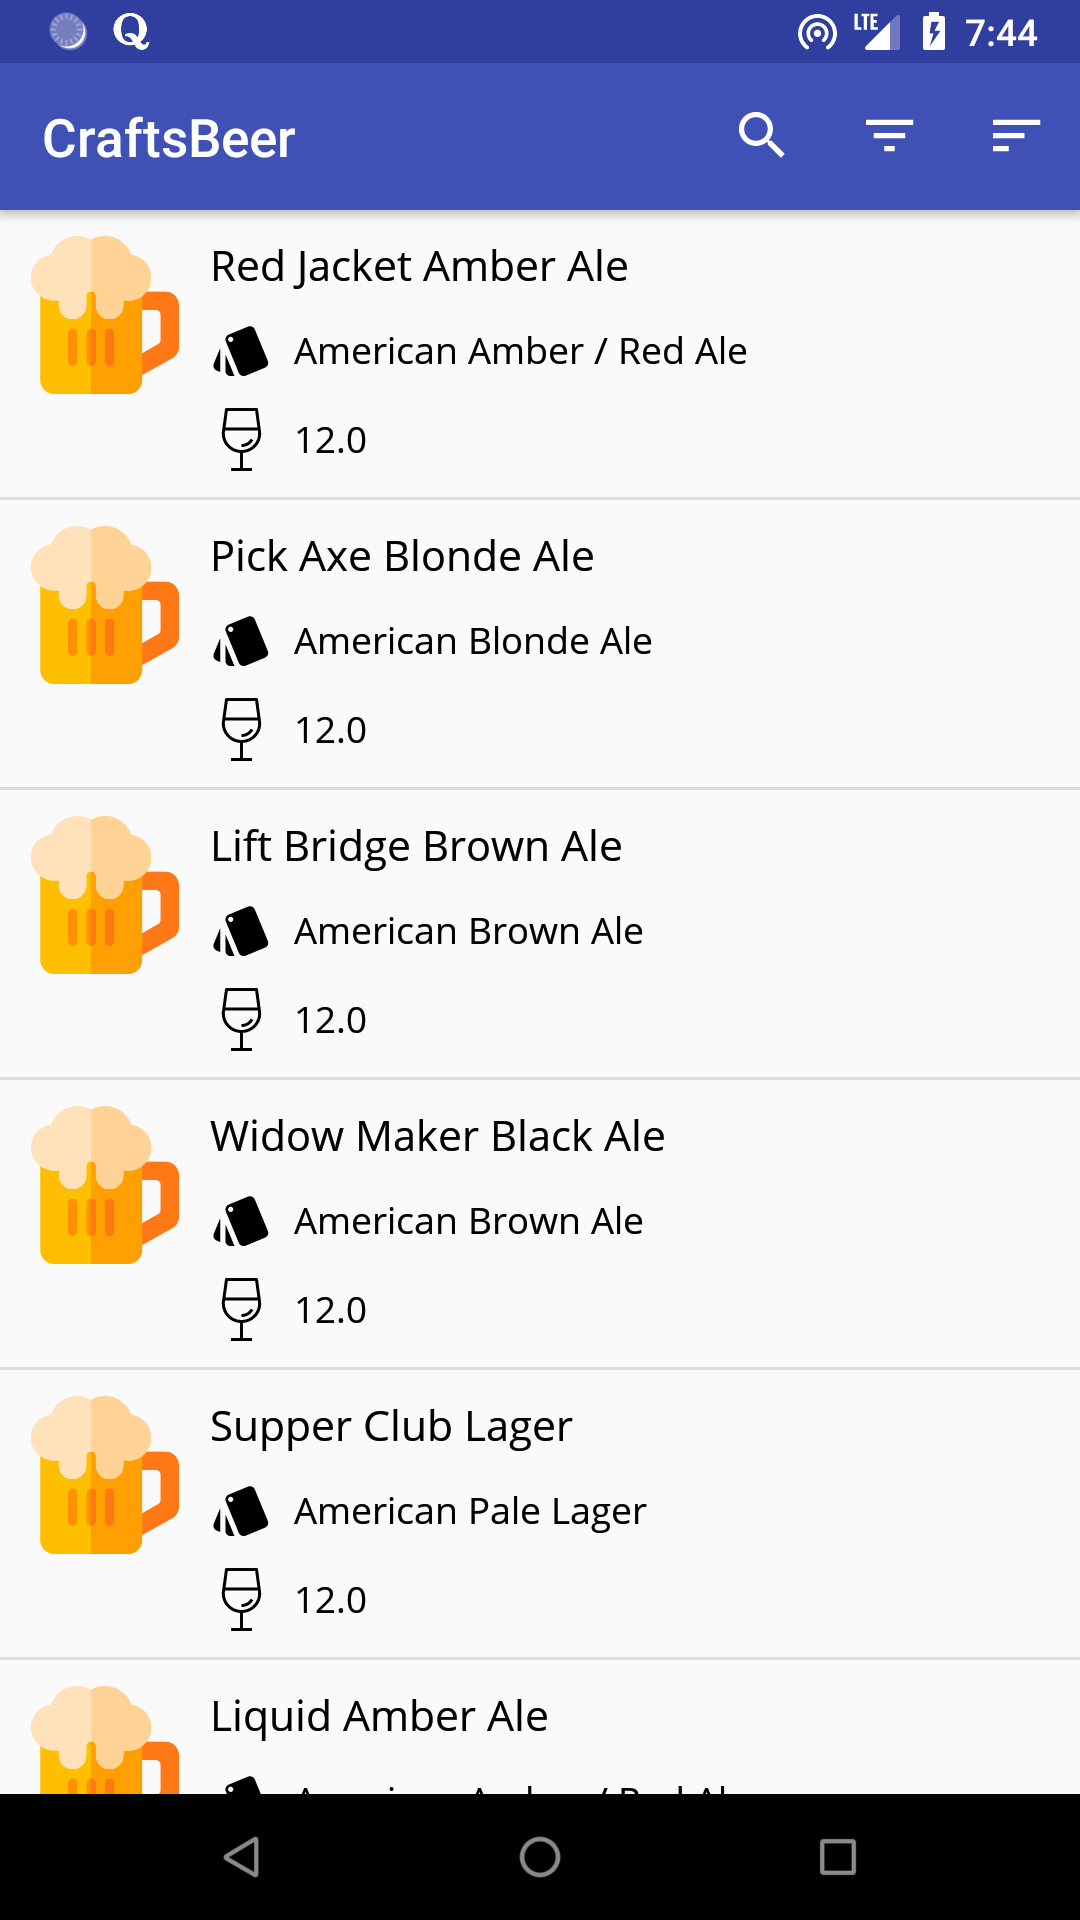 Q LTE 7:44
CraftsBeer
Red Jacket Amber Ale
American Amber / Red Ale
12.0
Pick Axe Blonde Ale
American Blonde Ale
12.0
Lift Bridge Brown Ale
American Brown Ale
12.0
Widow Maker Black Ale
American Brown Ale
12.0
Supper Club Lager
American Pale Lager
12.0
Liquid Amber Ale